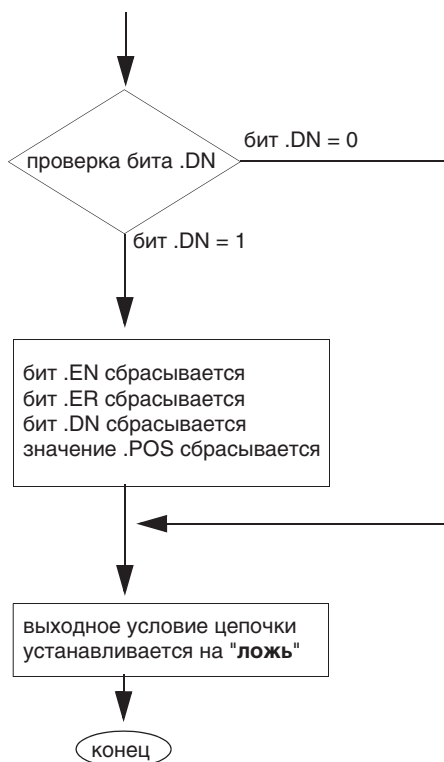 бит .DN = 0
проверка бита .DN
бит .DN = 1
бит .EN сбрасывается
бит .ER сбрасывается
бит .DN сбрасывается
значение .POS сбрасывается
выходное условие цепочки
устанавливается на "ложь"
конец